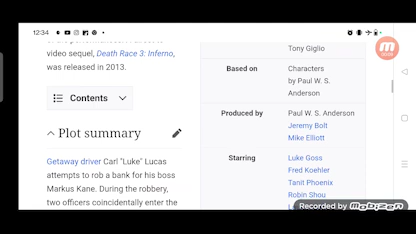 12:34
video sequel, Death Race 3: Inferno,
was released in 2013.
Contents
Plot summary
Getaway driver Carl "Luke" Lucas
attempts to rob a bank for his boss
Markus Kane. During the robbery,
two officers coincidentally enter the
Tony Giglio
Based on Characters
by Paul W. S.
Anderson
Produced by Paul W. S. Anderson
Jeremy Bolt
Mike Elliott
Starring Luke Goss
Fred Koehler
Tanit Phoenix
Robin Shou
Recorded by Mobizen